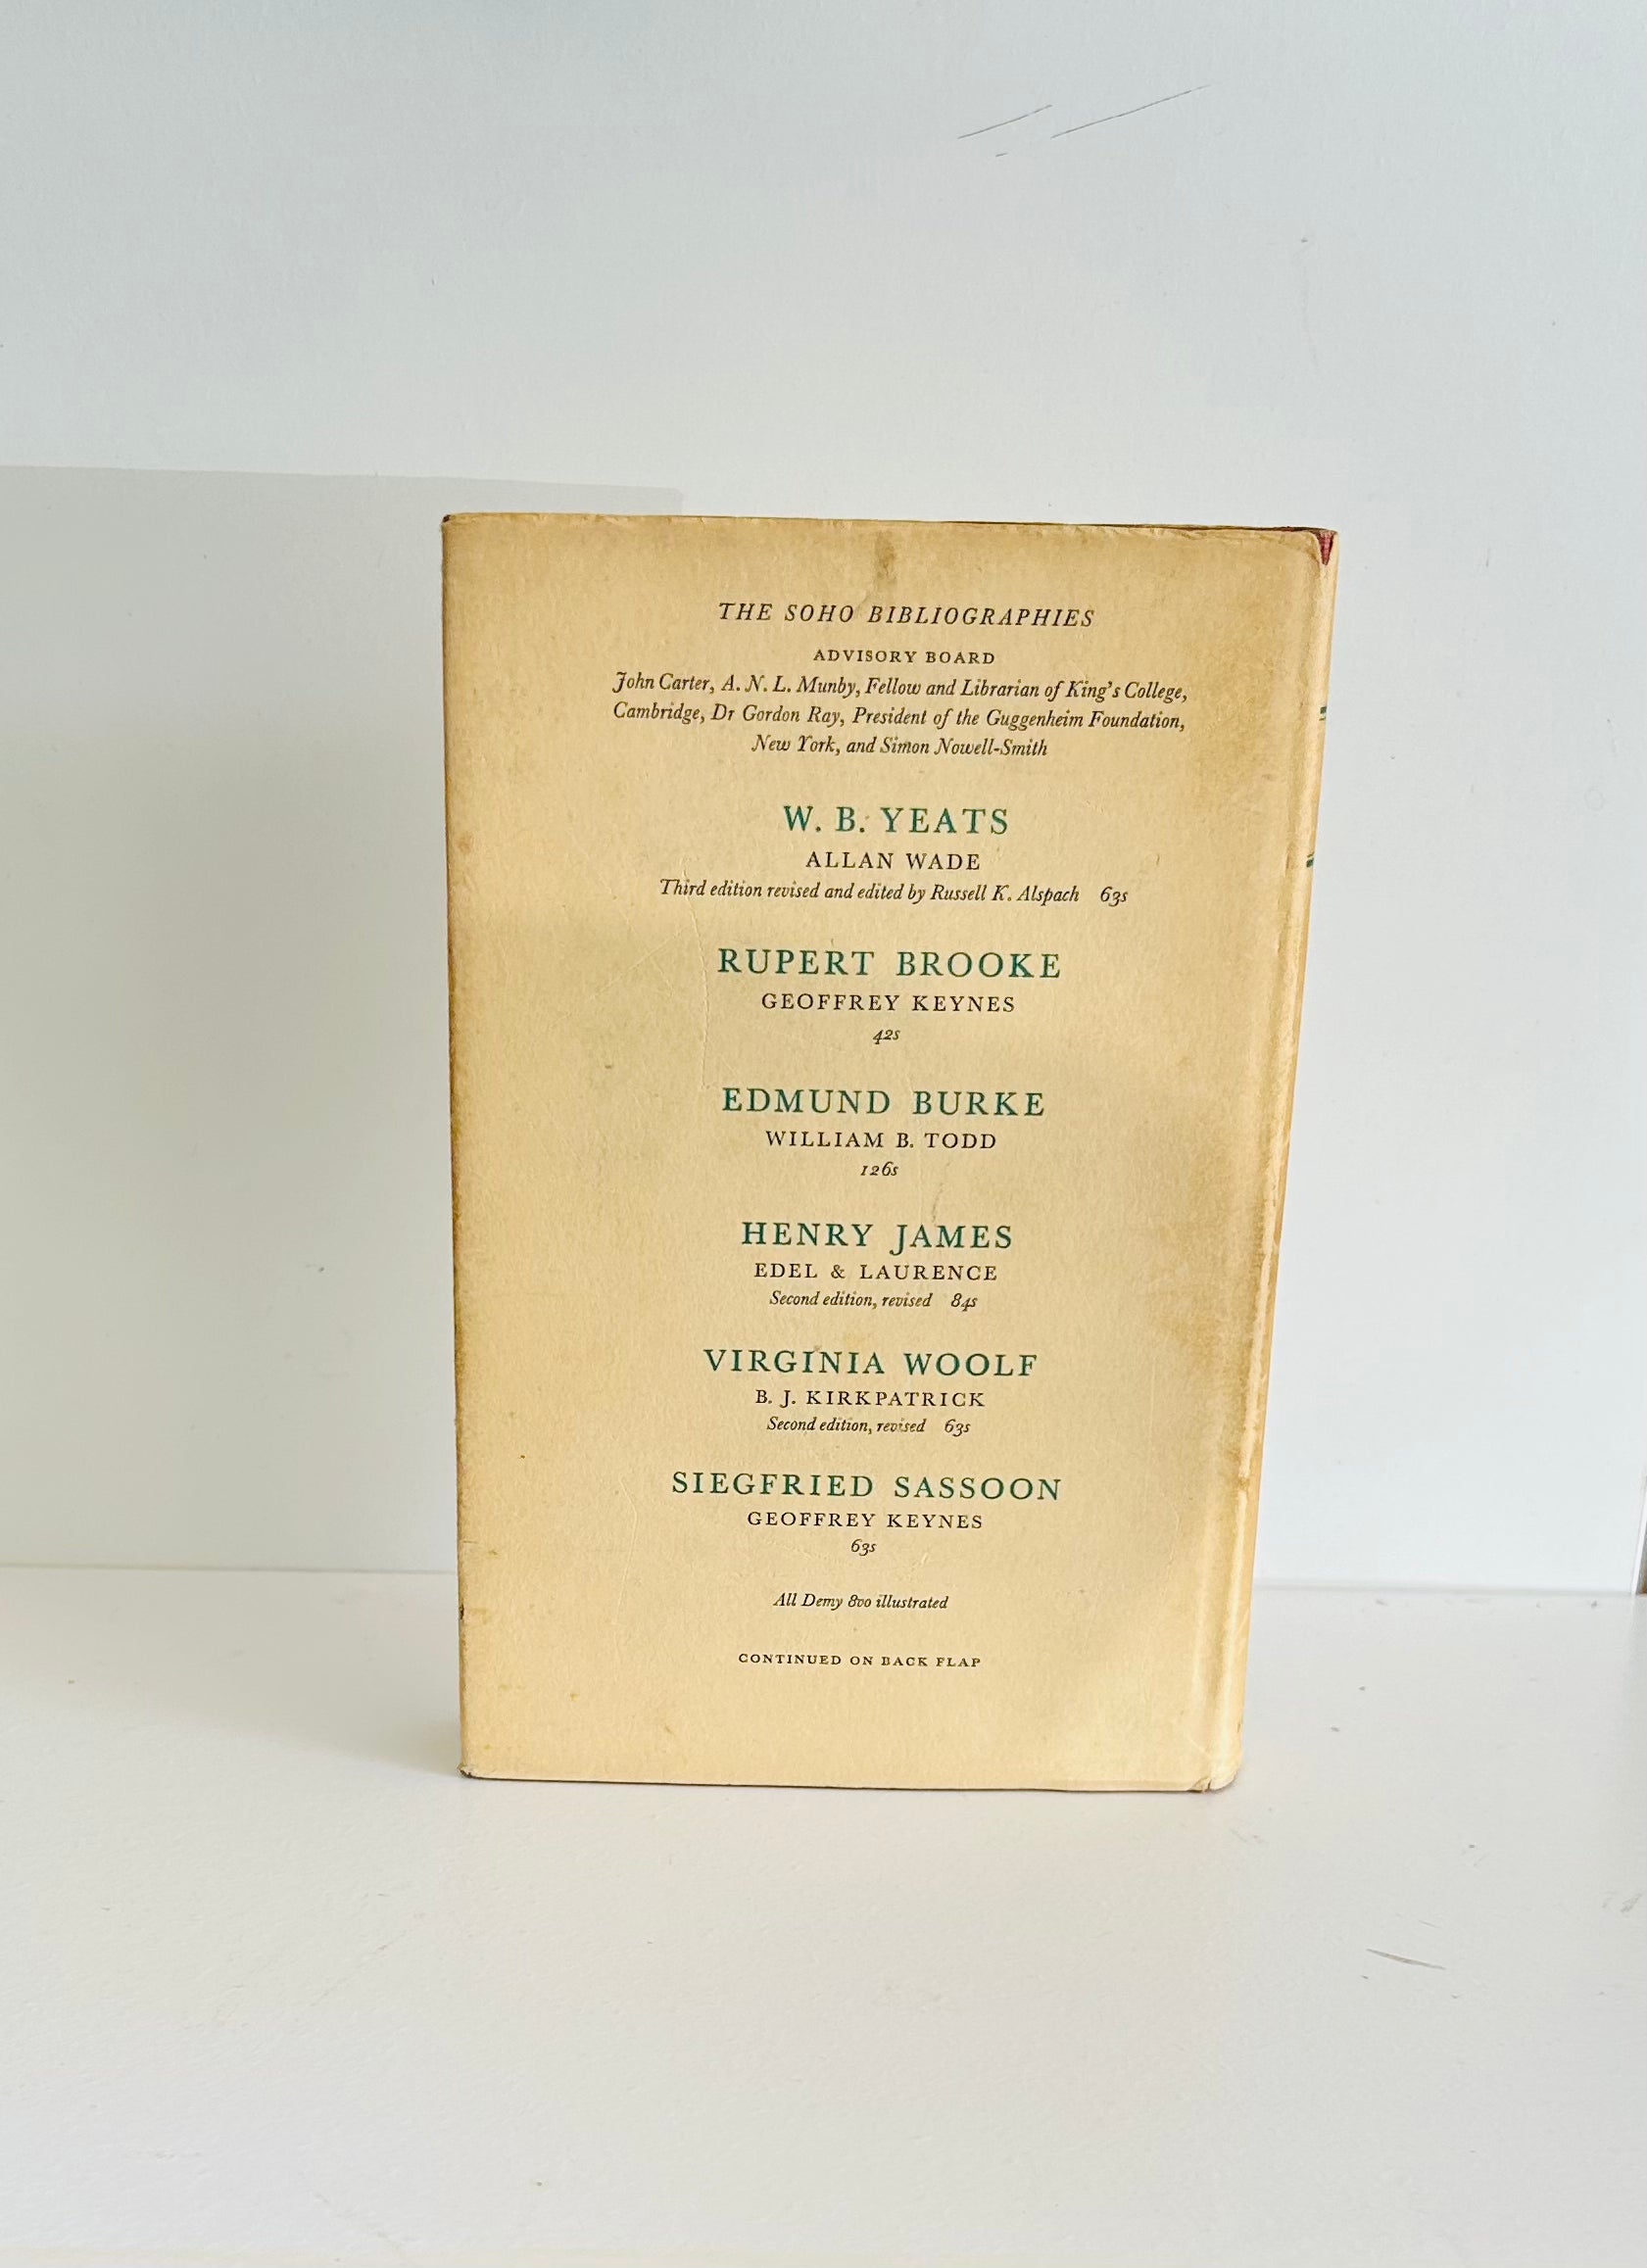 THE SOHO BIBLIOGRAPHIES
ADVISORY BOARD
John Carter, A. N. L. Munby, Fellow and Librarian of King's College,
Cambridge, Dr Gordon Ray, President of the Guggenheim Foundation,
New York, and Simon Nowell-Smith
W. B. YEATS
ALLAN WADE
Third edition revised and edited by Russell K. Alspach 63s
RUPERT BROOKE
GEOFFREY KEYNES
42s
EDMUND BURKE
WILLIAM B. TODD
126s
HENRY JAMES
EDEL & LAURENCE
Second edition, revised 84s
VIRGINIA WOOLF
B. J. KIRKPATRICK
Second edition, revised 63s
SIEGFRIED SASSOON
GEOFFREY KEYNES
63s
All Demy 8vo illustrated
CONTINUED ON BACK FLAP